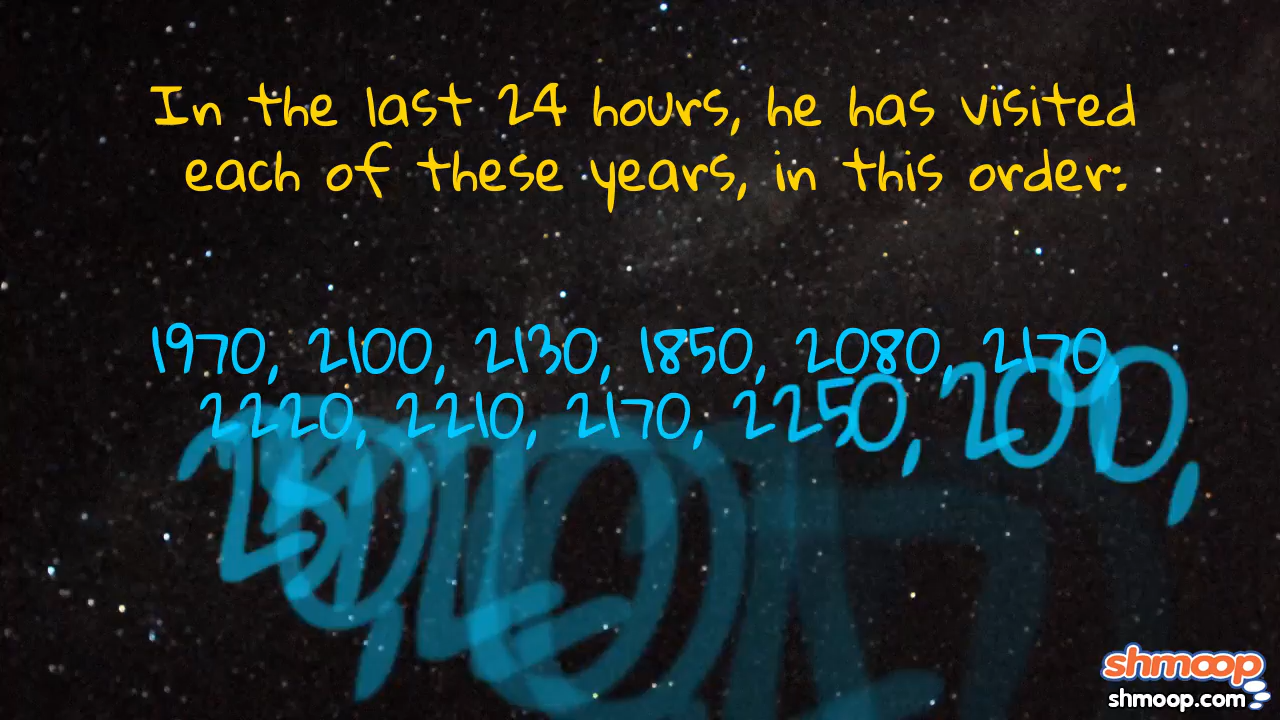 In the last 24 hours, he has visited
each of these years, in this order:
1970, 2100, 2130, 1850, 2080, 2170,
2220, 2210, 2170, 2250, 2090,
shmoop
shmoop.com